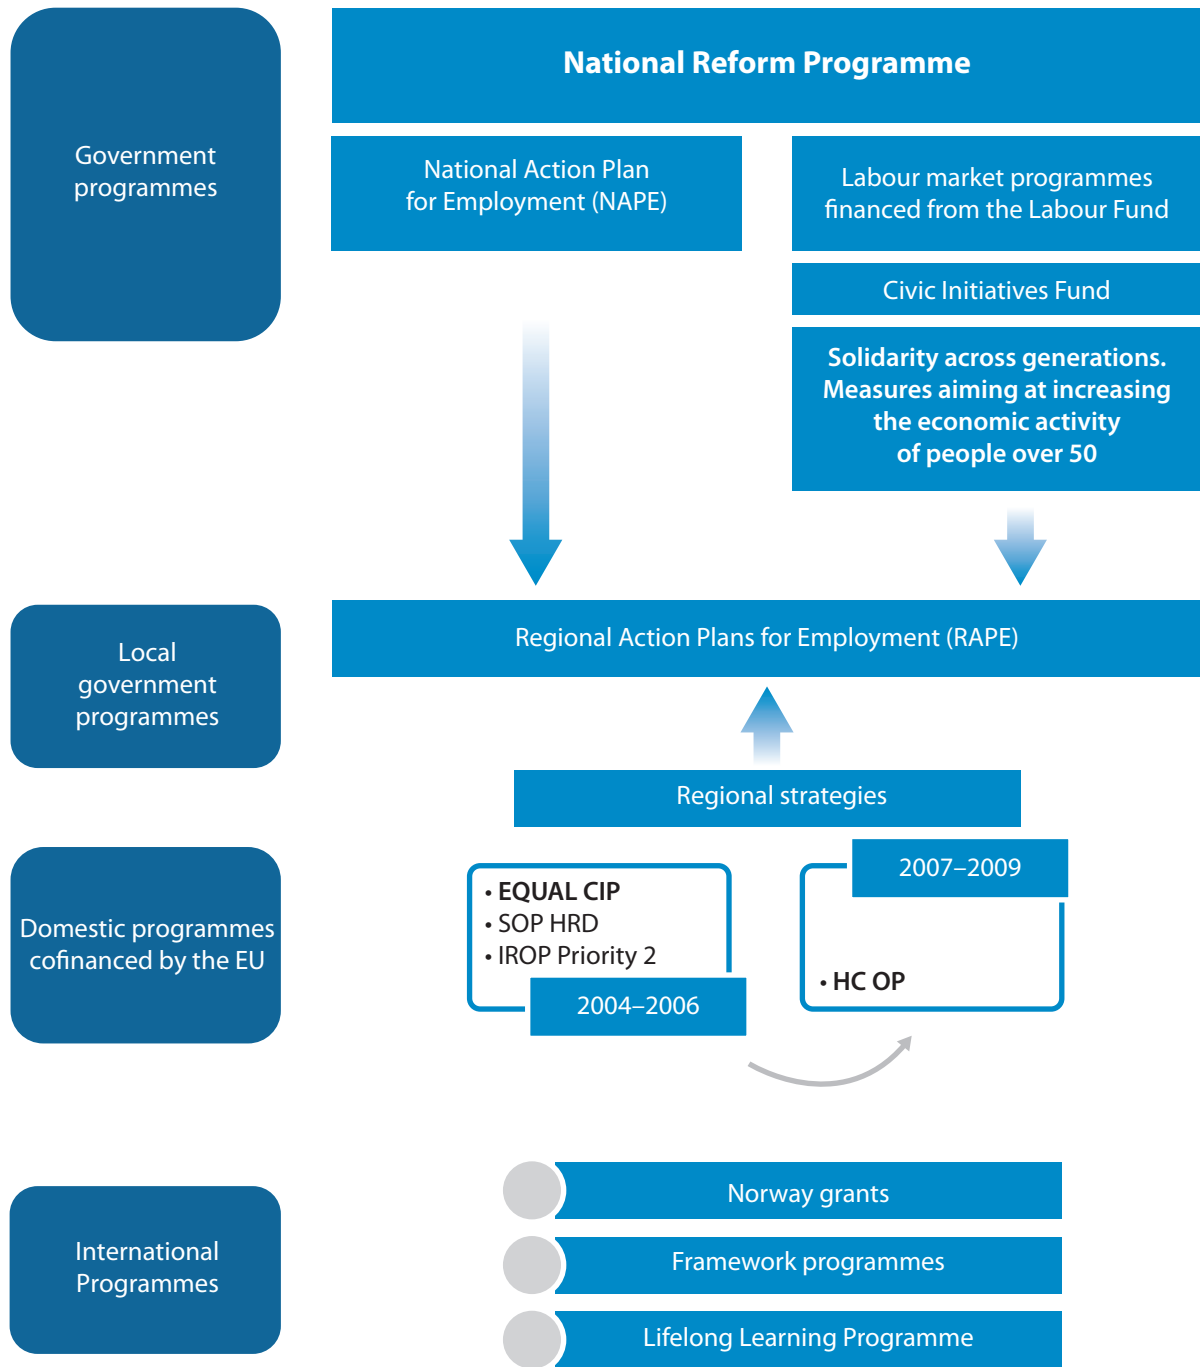 Government
programmes
National Reform Programme
National Action Plan
for Employment (NAPE)
Labour market programmes
financed from the Labour Fund
Civic Initiatives Fund
Solidarity across generations.
Measures aiming at increasing
the economic activity
of people over 50
Local
government
programmes
Regional Action Plans for Employment (RAPE)
Regional strategies
Domestic programmes
cofinanced by the EU
• EQUAL CIP
• SOP HRD
• IROP Priority 2
2004–2006
2007–2009
• HC OP
International
Programmes
Norway grants
Framework programmes
Lifelong Learning Programme